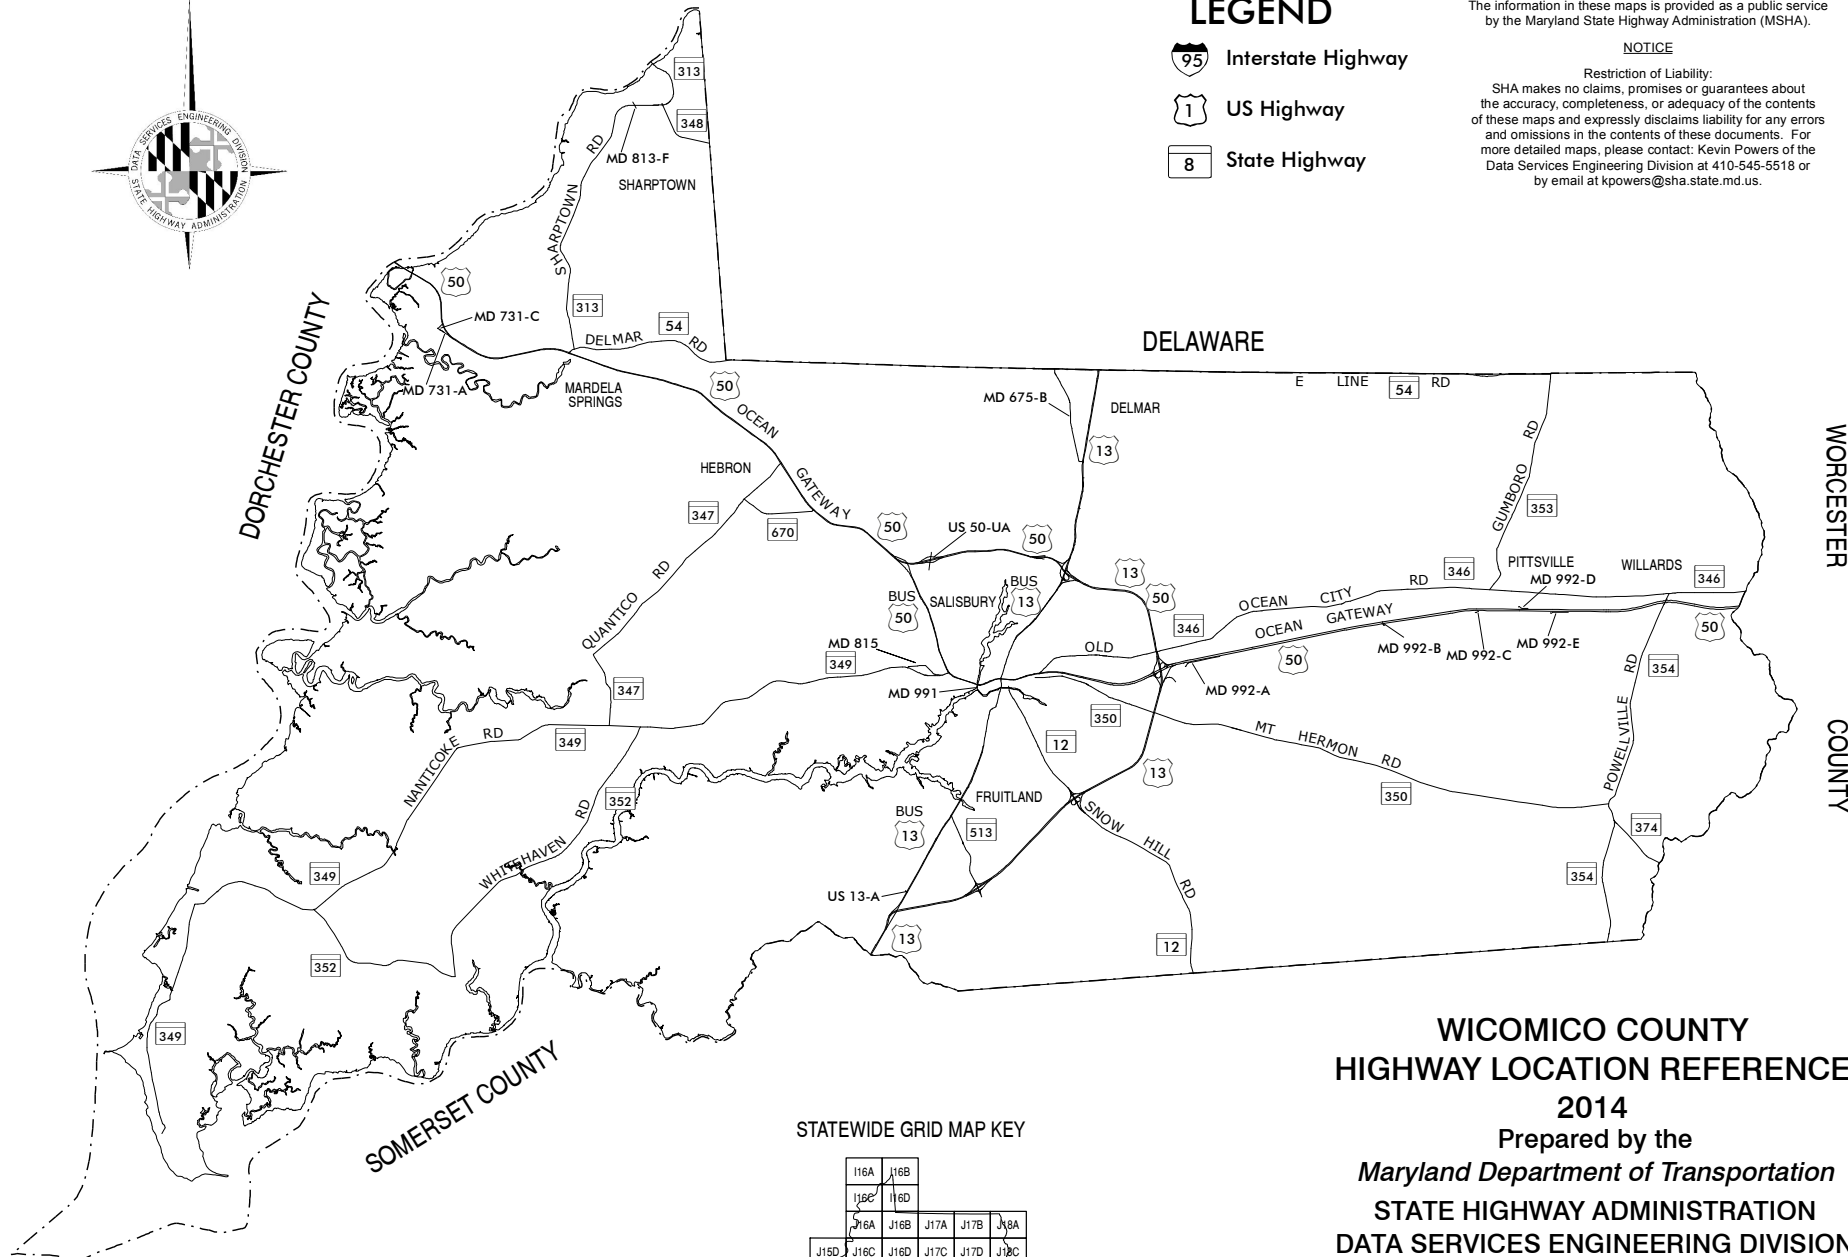 LEGEND
95 Interstate Highway
1 US Highway
8 State Highway
The information in these maps is provided as a public service
by the Maryland State Highway Administration (MSHA).
NOTICE
Restriction of Liability:
SHA makes no claims, promises or guarantees about
the accuracy, completeness, or adequacy of the contents
of these maps and expressly disclaims liability for any errors
and omissions in the contents of these documents. For
more detailed maps, please contact: Kevin Powers of the
Data Services Engineering Division at 410-545-5518 or
by email at kpowers@sha.state.md.us.
DATA SERVICES ENGINEERING DIVISION
STATE HIGHWAY ADMINISTRATION
313
348
MD 813-F
SHARPTOWN
SHARPTOWN RD
50
MD 731-C
313
54
DELMAR RD
MD 731-A
MARDELA
SPRINGS
50
DORCHESTER COUNTY
DELAWARE
OCEAN GATEWAY
MD 675-B
DELMAR
13
E LINE RD
54
WORCESTER COUNTY
GUMBORO RD
353
HEBRON
347
670
50
US 50-UA
50
13
50
QUANTICO RD
BUS
50
SALISBURY
BUS
13
346
OCEAN CITY RD
346
PITTSVILLE
MD 992-D
WILLARDS
346
OCEAN GATEWAY
OLD
50
MD 992-B
MD 992-C
MD 992-E
50
MD 815
349
347
MD 991
MD 992-A
354
POWELLVILLE RD
NANTICOKE RD
349
350
12
MT HERMON RD
350
13
352
WHITEHAVEN RD
FRUITLAND
BUS
13
513
SNOW HILL RD
374
354
349
US 13-A
13
12
352
349
SOMERSET COUNTY
WICOMICO COUNTY
HIGHWAY LOCATION REFERENCE
2014
Prepared by the
Maryland Department of Transportation
STATE HIGHWAY ADMINISTRATION
DATA SERVICES ENGINEERING DIVISION
STATEWIDE GRID MAP KEY
I16A I16B
I16C I16D
J16A J16B J17A J17B J18A
J15D J16C J16D J17C J17D J18C